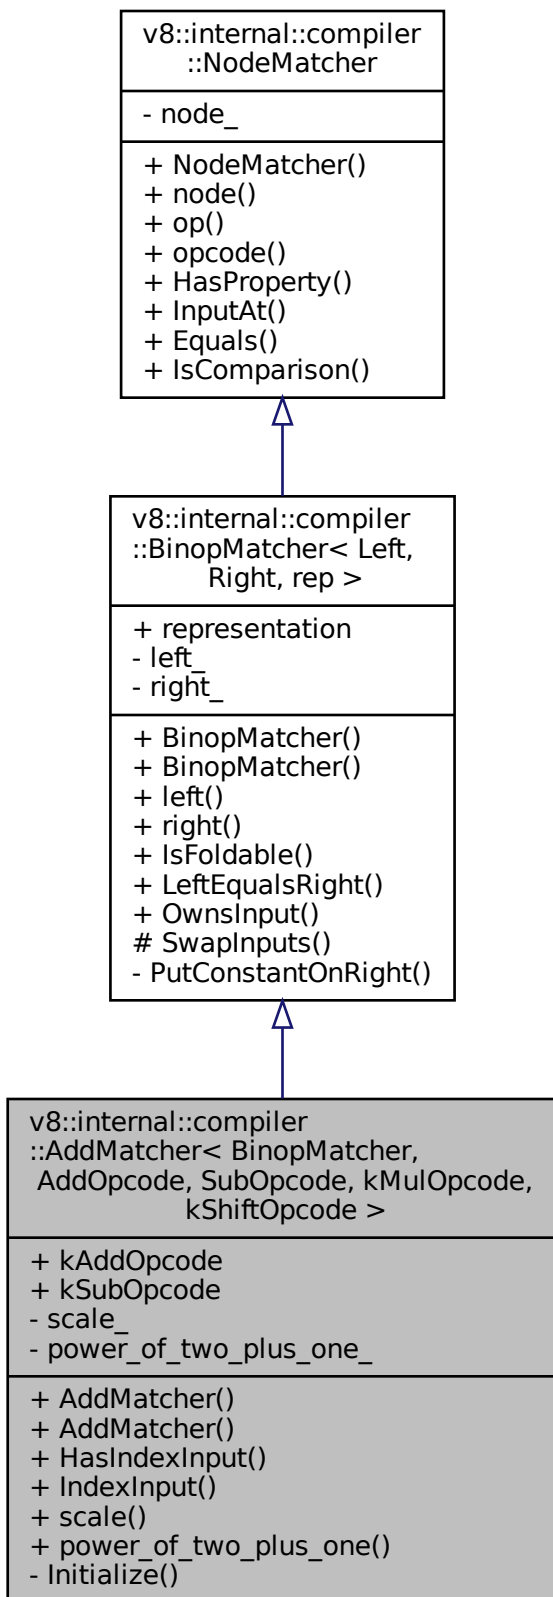 v8::internal::compiler
::NodeMatcher
- node_
+ NodeMatcher()
+ node()
+ op()
+ opcode()
+ HasProperty()
+ InputAt()
+ Equals()
+ IsComparison()
v8::internal::compiler
::BinopMatcher< Left,
Right, rep >
+ representation
- left_
- right_
+ BinopMatcher()
+ BinopMatcher()
+ left()
+ right()
+ IsFoldable()
+ LeftEqualsRight()
+ OwnsInput()
# SwapInputs()
- PutConstantOnRight()
v8::internal::compiler
::AddMatcher< BinopMatcher,
AddOpcode, SubOpcode, kMulOpcode,
kShiftOpcode >
+ kAddOpcode
+ kSubOpcode
- scale_
- power_of_two_plus_one_
+ AddMatcher()
+ AddMatcher()
+ HasIndexInput()
+ IndexInput()
+ scale()
+ power_of_two_plus_one()
- Initialize()